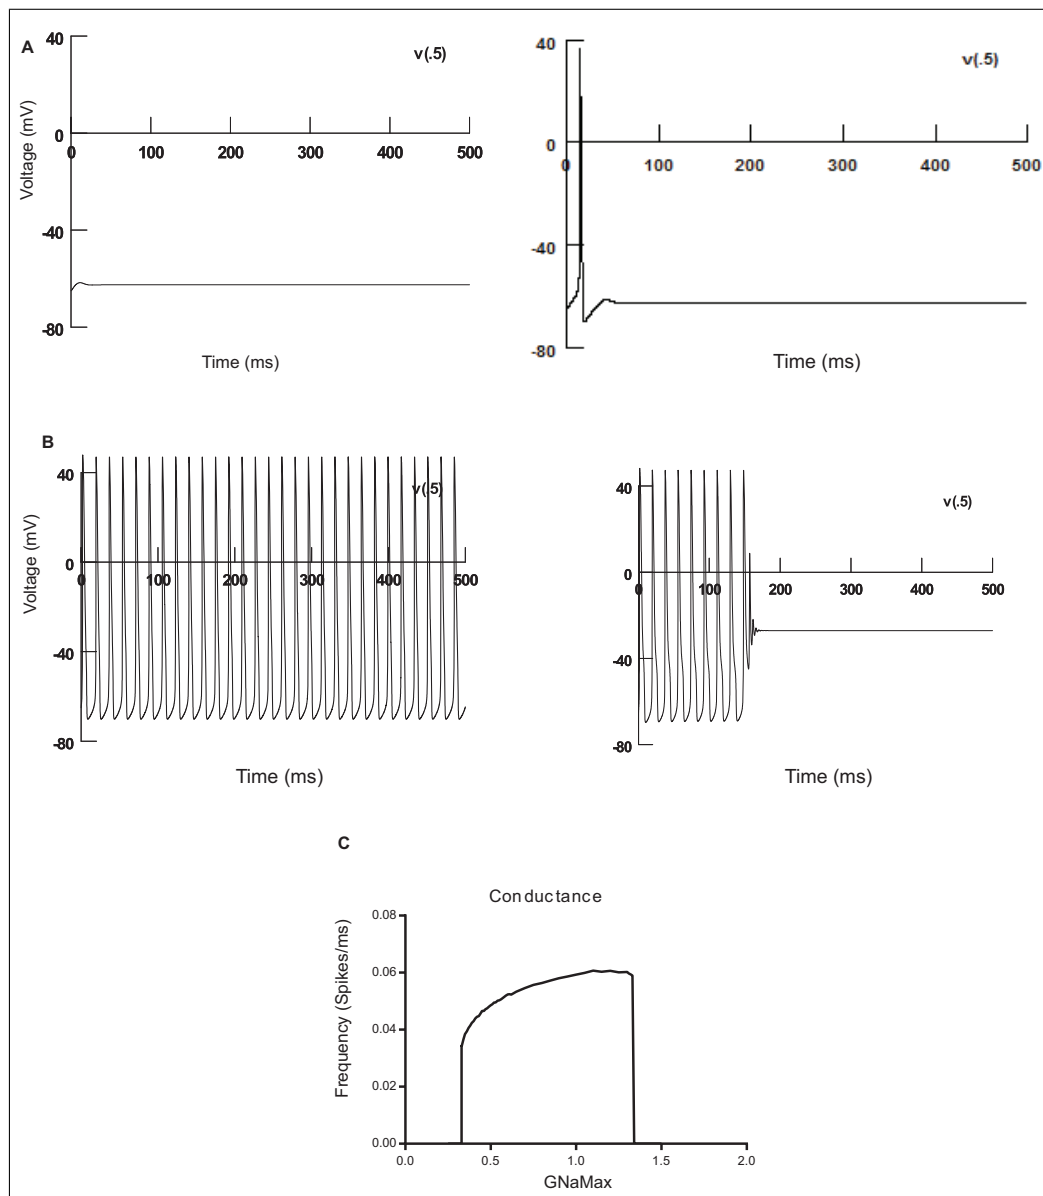 A
v(.5)
Voltage (mV)
40
0
-40
-80
0 100 200 300 400 500
Time (ms)
v(.5)
40
0
-40
-80
0 100 200 300 400 500
Time (ms)
B
v(.5)
Voltage (mV)
40
0
-40
-80
0 100 200 300 400 500
Time (ms)
v(.5)
40
0
-40
-80
0 100 200 300 400 500
Time (ms)
C
Conductance
Frequency (Spikes/ms)
0.08
0.06
0.04
0.02
0.00
0.0 0.5 1.0 1.5 2.0
GNaMax